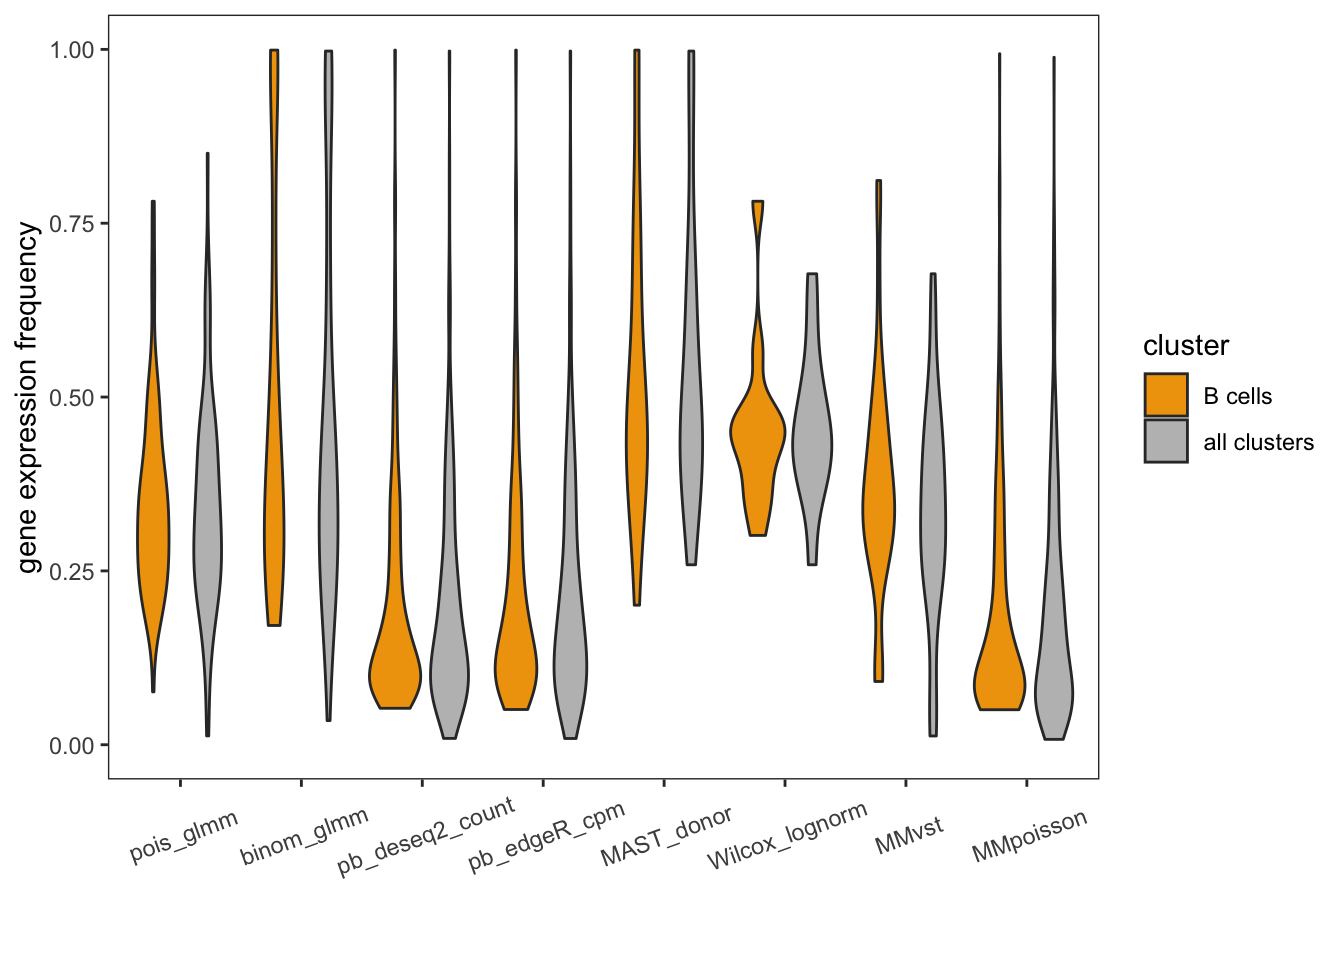 1.00
0.75
0.50
0.25
0.00
gene expression frequency
pois_glmm
binom_glmm
pb_deseq2_count
pb_edgeR_cpm
MAST_donor
Wilcox_lognorm
MMvst
MMpoisson
cluster
B cells
all clusters